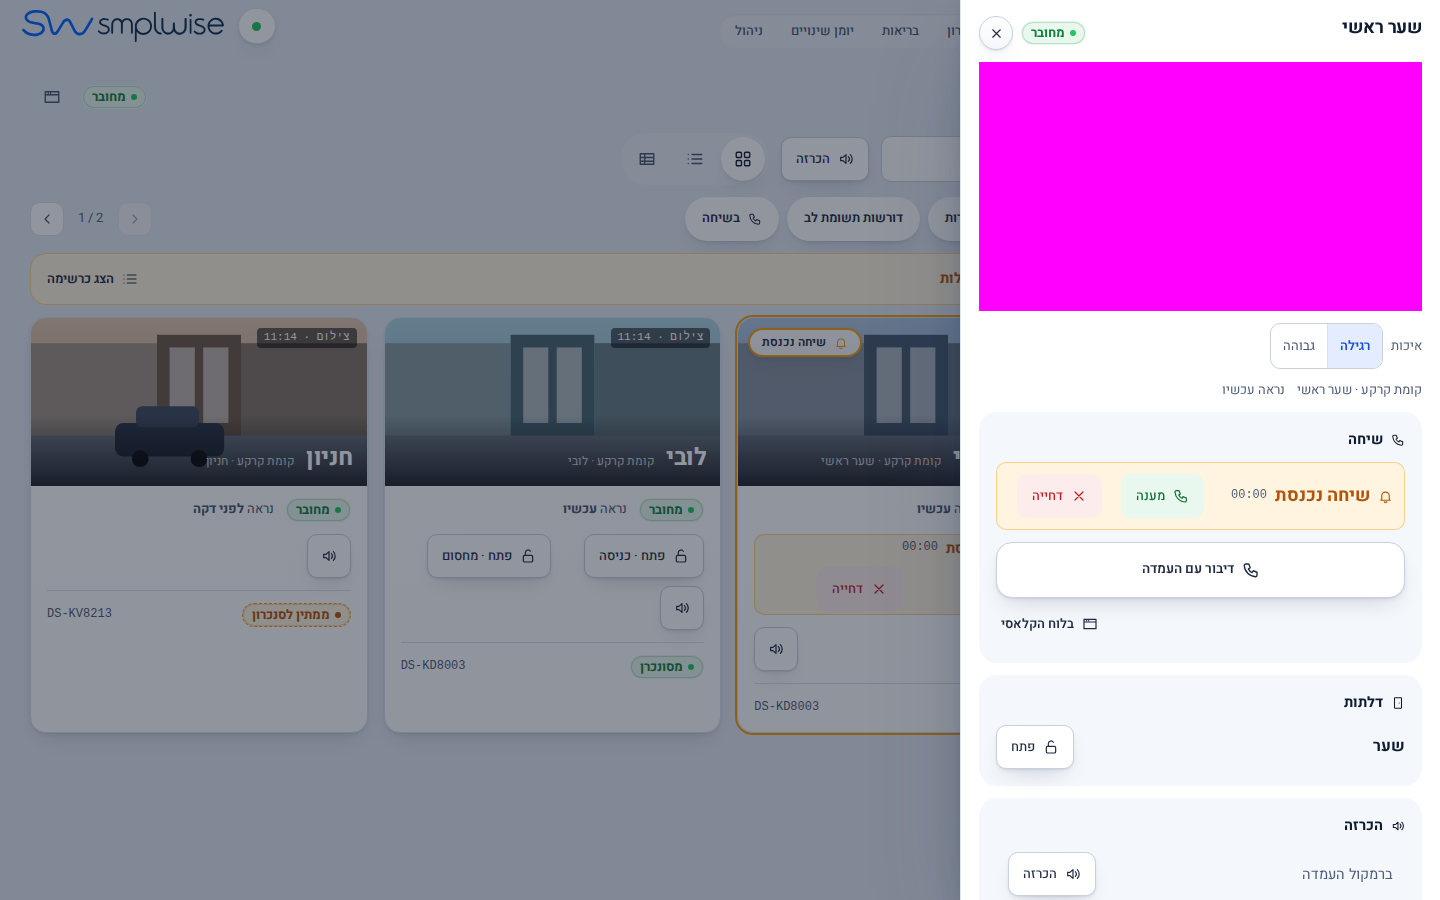 smplwise
בריאות
יומן שינויים
ניהול
מחובר
הכרזה
דורשות תשומת לב
בשיחה
1 / 2
הצג כרשימה
שיחה נכנסת
קומת קרקע · שער ראשי
עכשיו
00:00
דחייה
DS-KD8003
צילום · 11:14
לובי
קומת קרקע · לובי
מחובר
נראה עכשיו
פתח · כניסה
פתח · מחסום
מסונכרן
DS-KD8003
צילום · 11:14
חניון
קומת קרקע · חניון
מחובר
נראה לפני דקה
ממתין לסנכרון
DS-KV8213
שער ראשי
מחובר
איכות
רגילה
גבוהה
קומת קרקע · שער ראשי
נראה עכשיו
שיחה
שיחה נכנסת
00:00
מענה
דחייה
דיבור עם העמדה
בלוח הקלאסי
דלתות
שער
פתח
הכרזה
ברמקול העמדה
הכרזה